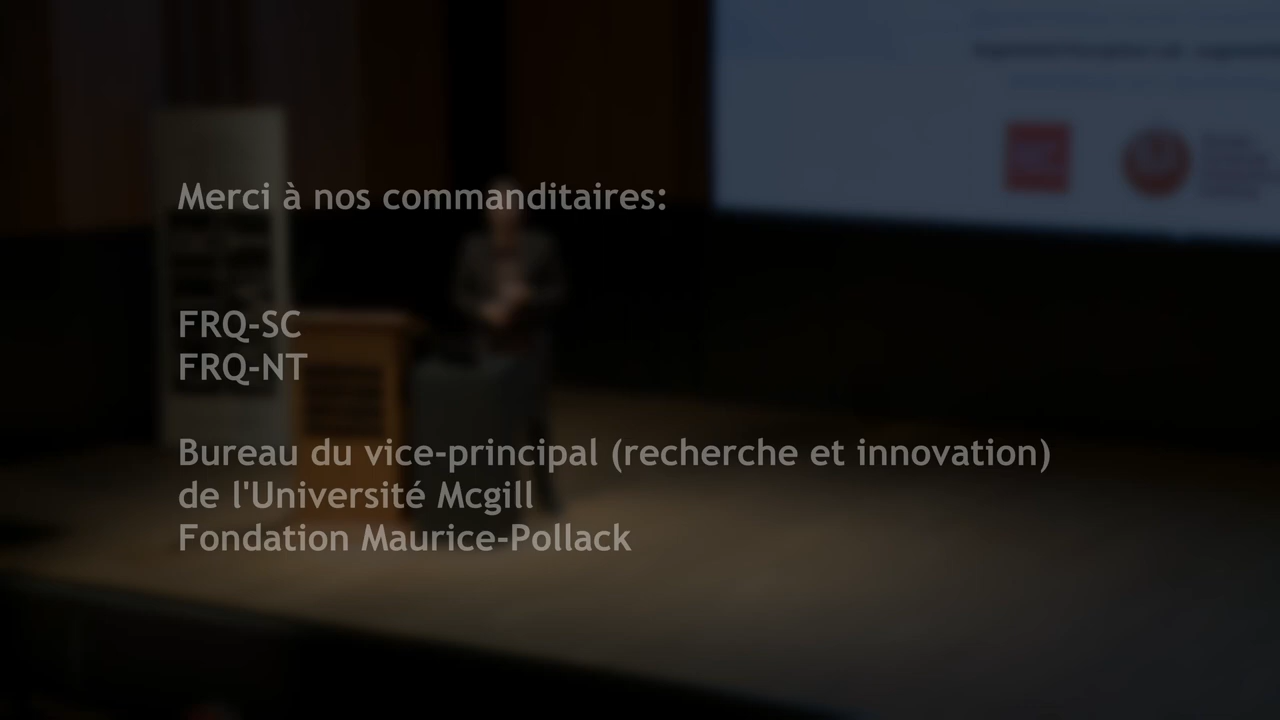 Merci à nos commanditaires:
FRQ-SC
FRQ-NT
Bureau du vice-principal (recherche et innovation)
de l'Université Mcgill
Fondation Maurice-Pollack